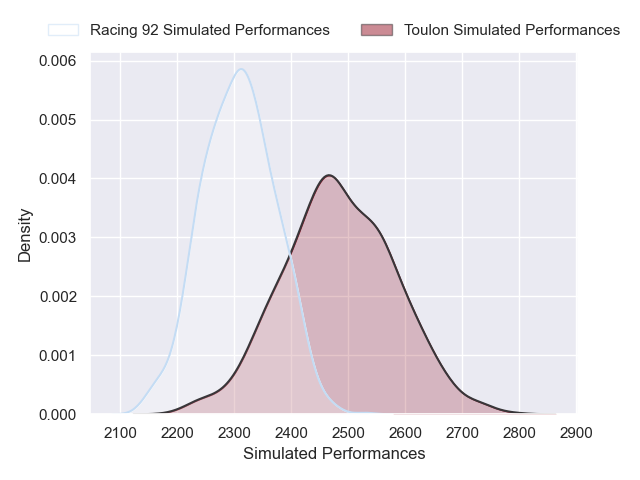 Racing 92 Simulated Performances Toulon Simulated Performances
0.006
0.005
0.004
0.003
0.002
0.001
0.000
Density
2100 2200 2300 2400 2500 2600 2700 2800 2900
Simulated Performances